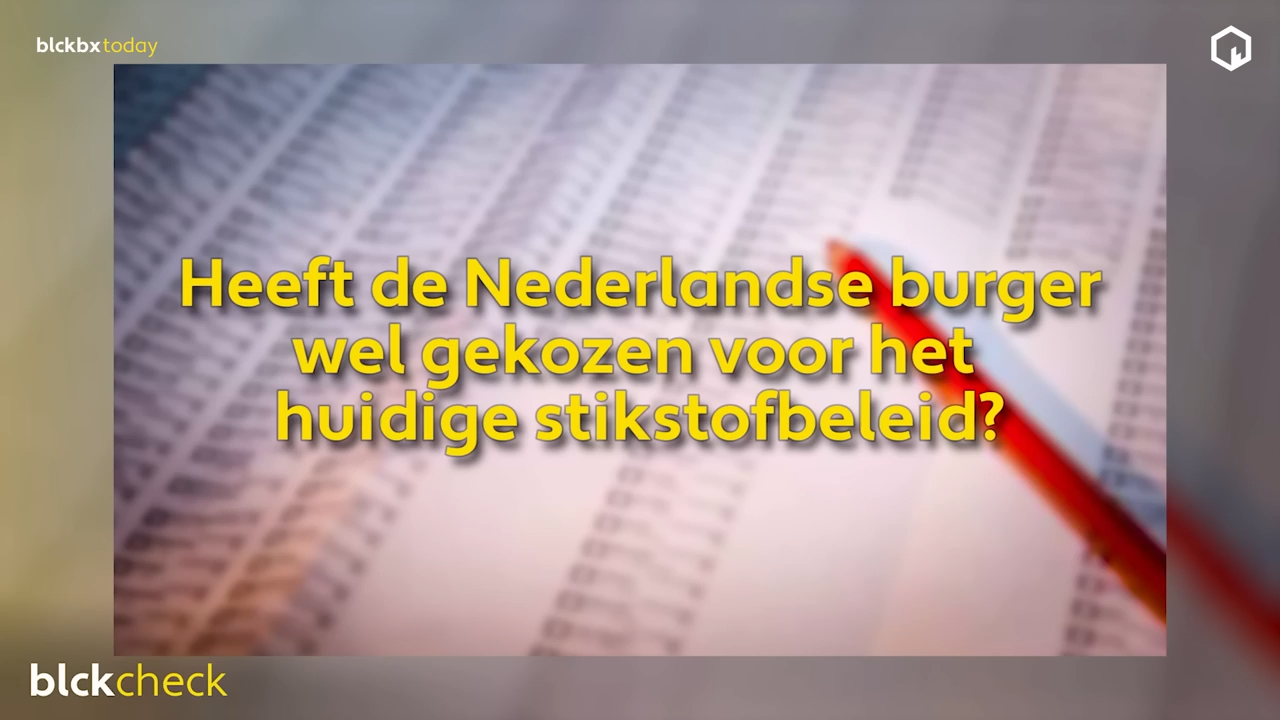 blckbxtoday
Heeft de Nederlandse burger
wel gekozen voor het
huidige stikstofbeleid?
blckcheck